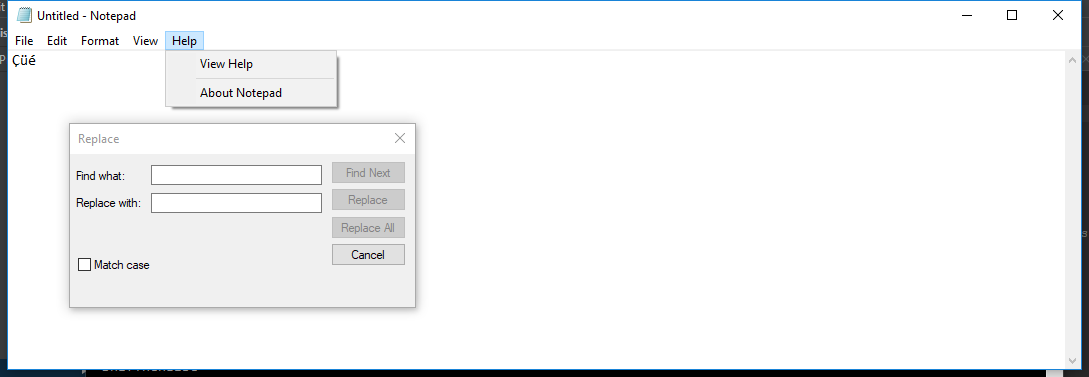 Untitled - Notepad
File Edit Format View Help
Çüé
View Help
About Notepad
Replace
Find what:
Find Next
Replace with:
Replace
Replace All
Cancel
Match case